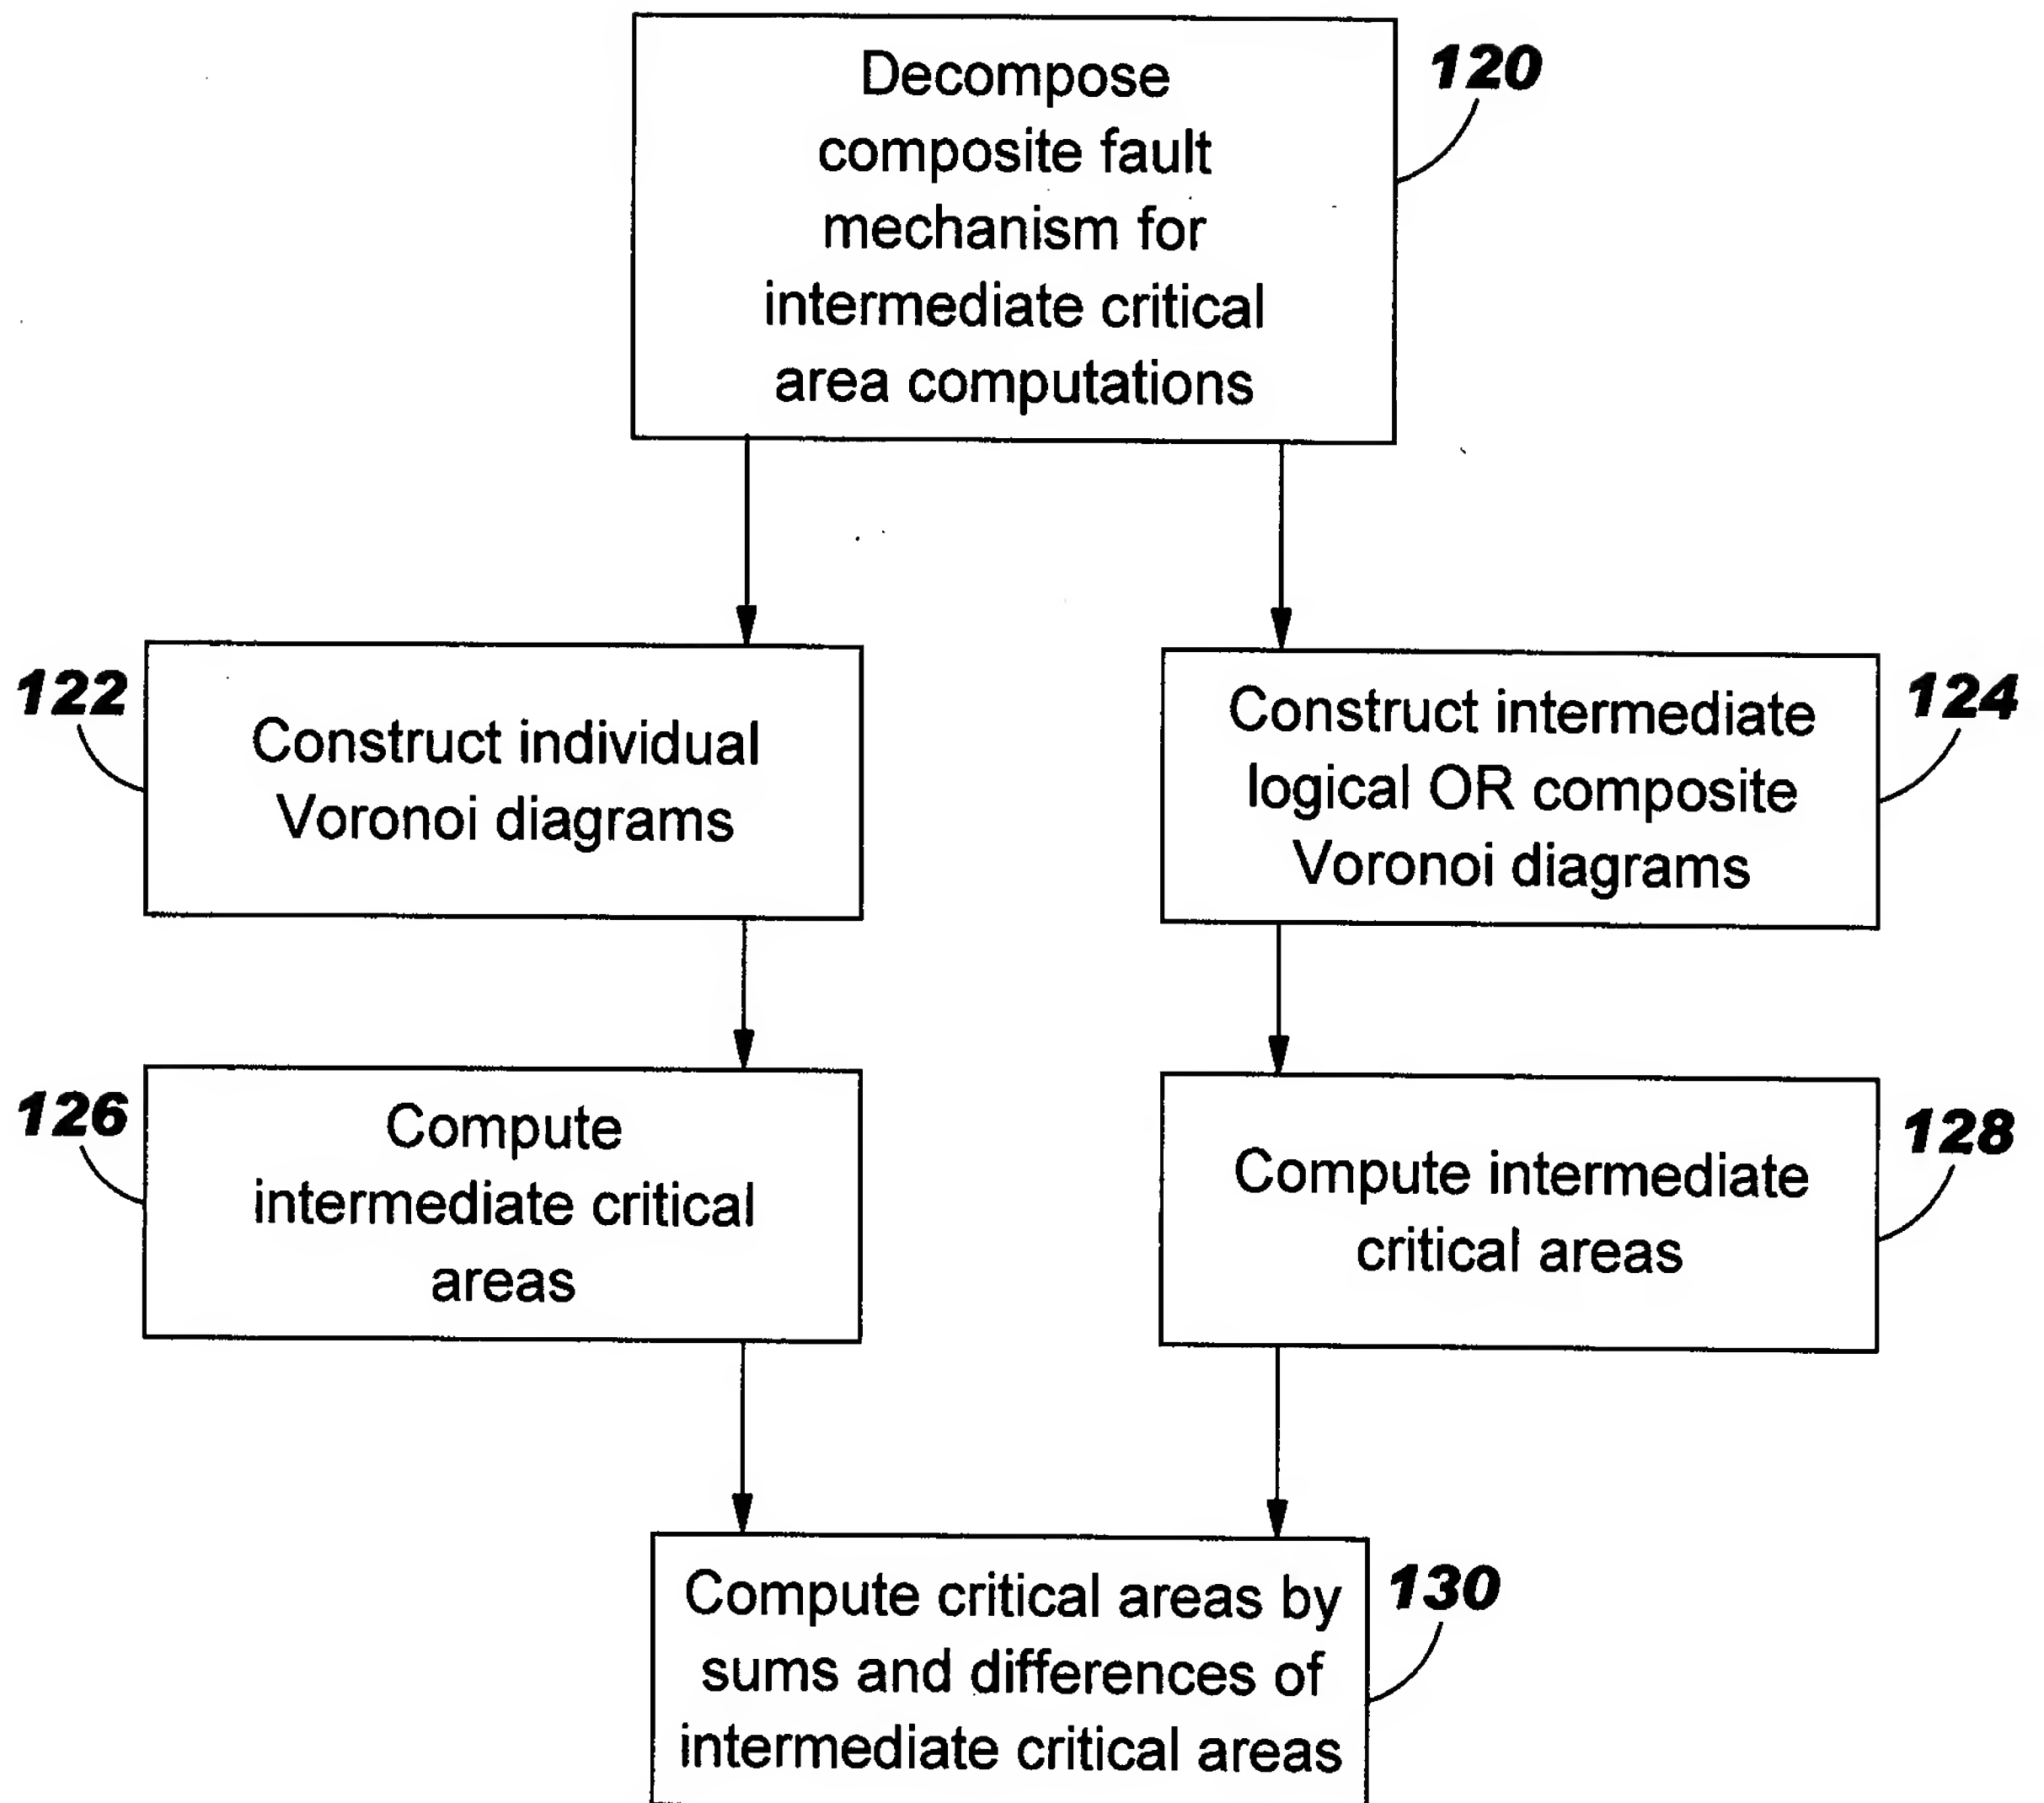 Decompose
composite fault
mechanism for
intermediate critical
area computations
120
122
Construct individual
Voronoi diagrams
Construct intermediate
logical OR composite
Voronoi diagrams
124
126
Compute
intermediate critical
areas
Compute intermediate
critical areas
128
Compute critical areas by
sums and differences of
intermediate critical areas
130